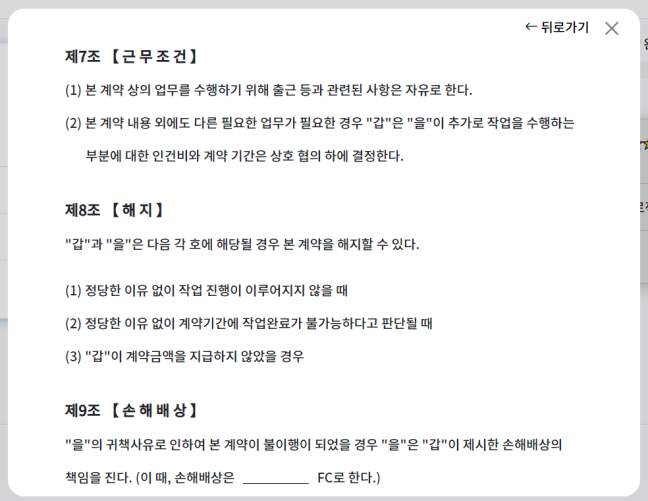 ← 뒤로가기
제7조 【근무조건】
(1) 본 계약 상의 업무를 수행하기 위해 출근 등과 관련된 사항은 자유로 한다.
(2) 본 계약 내용 외에도 다른 필요한 업무가 필요한 경우 "갑"은 "을"이 추가로 작업을 수행하는
부분에 대한 인건비와 계약 기간은 상호 협의 하에 결정한다.
제8조 【해지】
"갑"과 "을"은 다음 각 호에 해당될 경우 본 계약을 해지할 수 있다.
(1) 정당한 이유 없이 작업 진행이 이루어지지 않을 때
(2) 정당한 이유 없이 계약기간에 작업완료가 불가능하다고 판단될 때
(3) "갑"이 계약금액을 지급하지 않았을 경우
제9조 【손해배상】
"을"의 귀책사유로 인하여 본 계약이 불이행이 되었을 경우 "을"은 "갑"이 제시한 손해배상의
책임을 진다. (이 때, 손해배상은 __________ FC로 한다.)